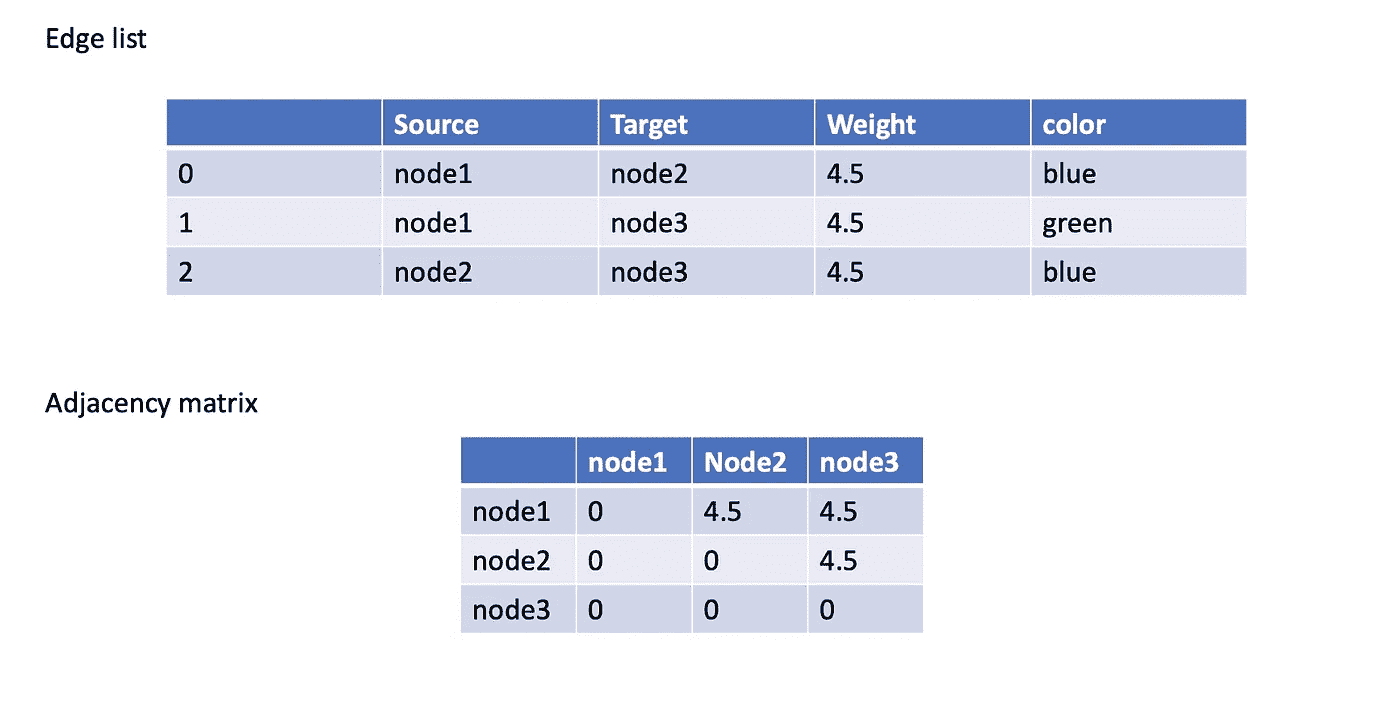 Edge list
Source Target Weight color
0 node1 node2 4.5 blue
1 node1 node3 4.5 green
2 node2 node3 4.5 blue
Adjacency matrix
node1 Node2 node3
node1 0 4.5 4.5
node2 0 0 4.5
node3 0 0 0